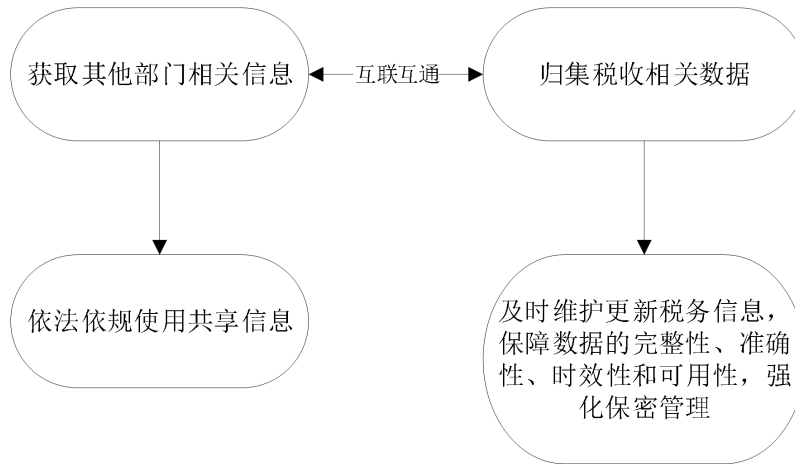 获取其他部门相关信息
互联互通
归集税收相关数据
依法依规使用共享信息
及时维护更新税务信息，
保障数据的完整性、准确
性、时效性和可用性，强
化保密管理